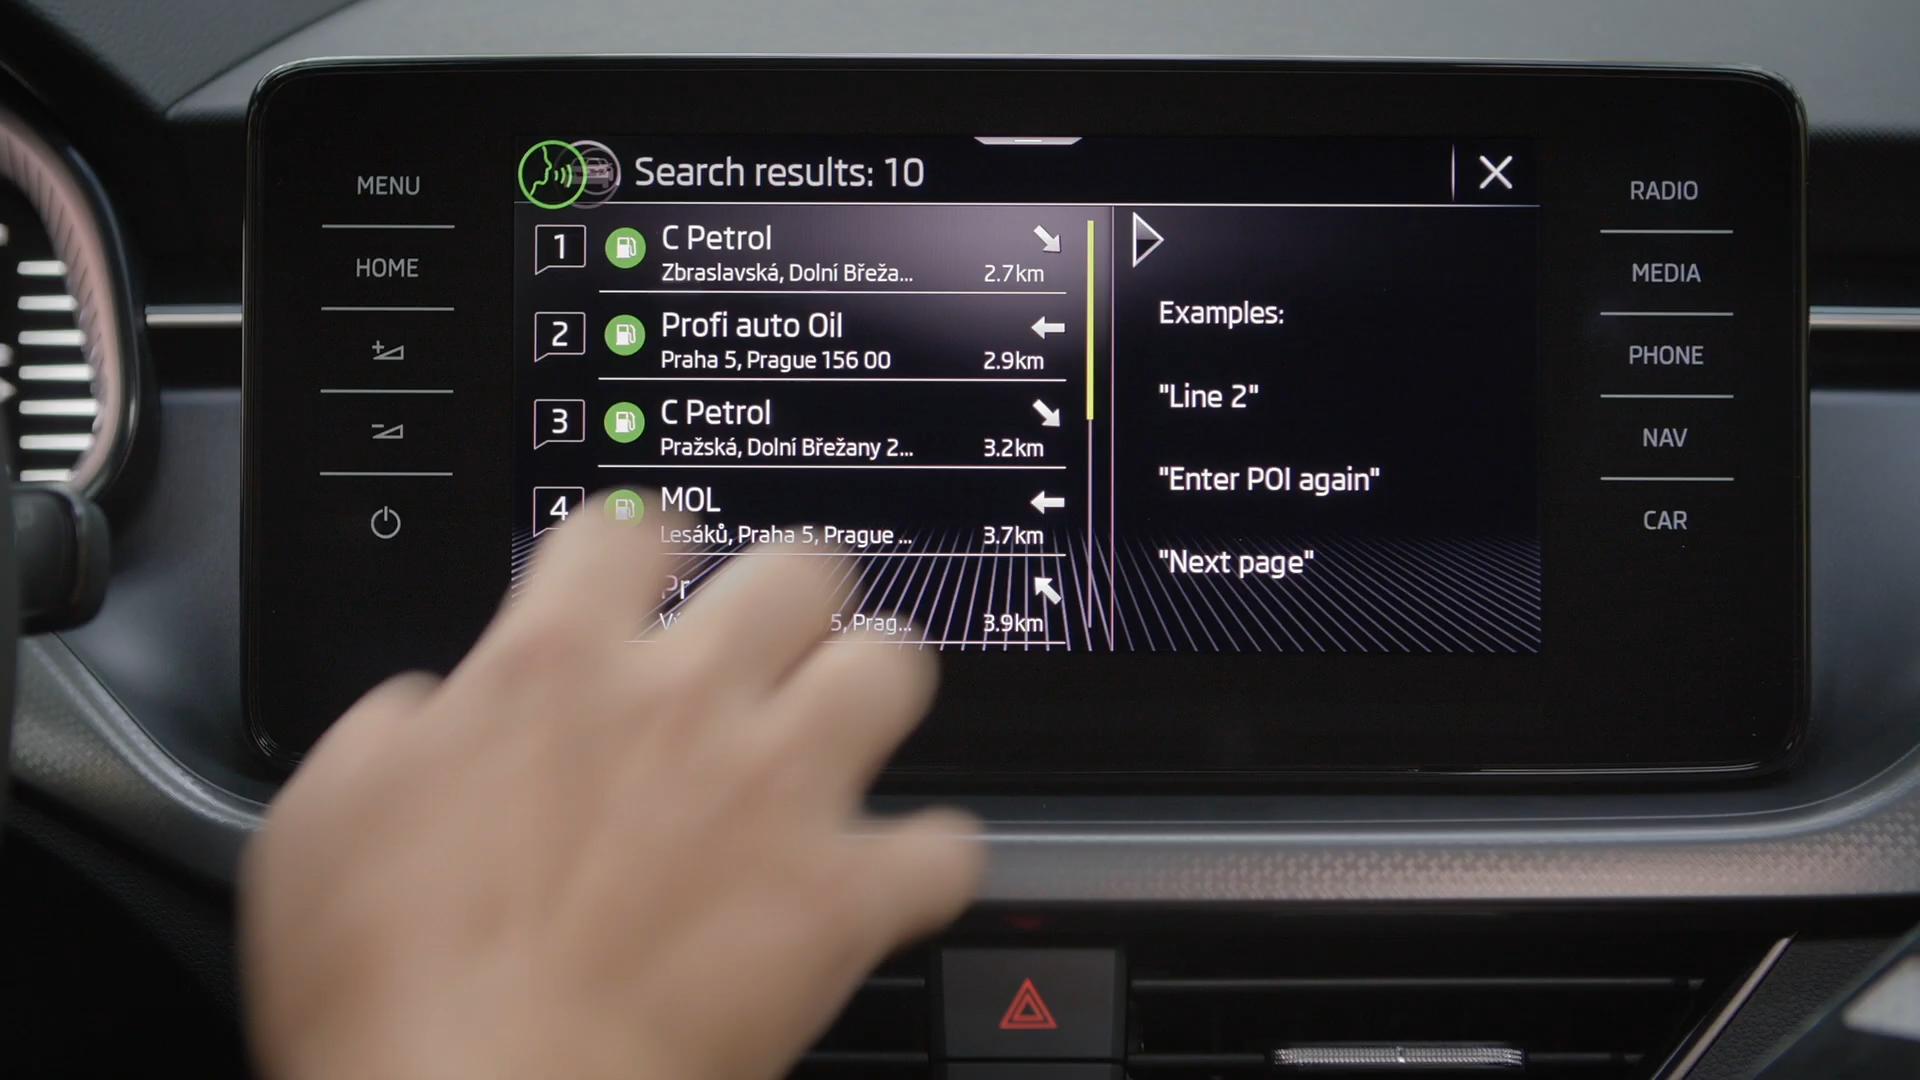 MENU
HOME
Search results: 10
1
C Petrol
Zbraslavská, Dolní Břeža...
2.7km
2
Profi auto Oil
Praha 5, Prague 156 00
2.9km
3
C Petrol
Pražská, Dolní Břežany 2...
3.2km
4
MOL
Lesáků, Praha 5, Prague ...
3.7km
Pr
5, Prag...
3.9km
Examples:
"Line 2"
"Enter POI again"
"Next page"
RADIO
MEDIA
PHONE
NAV
CAR